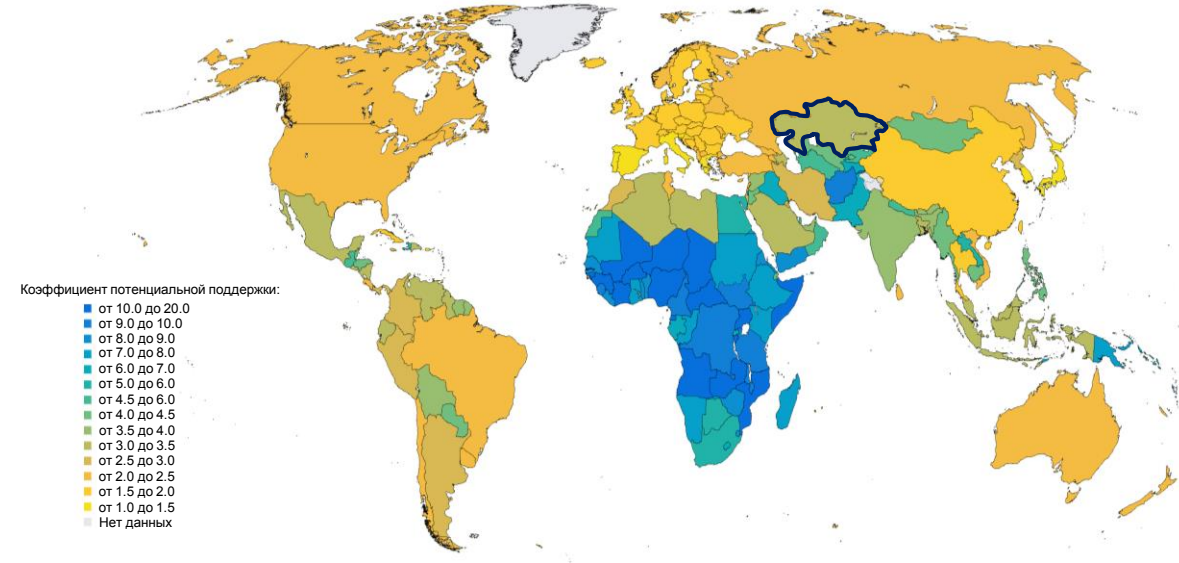 Коэффициент потенциальной поддержки:
от 10.0 до 20.0
от 9.0 до 10.0
от 8.0 до 9.0
от 7.0 до 8.0
от 6.0 до 7.0
от 5.0 до 6.0
от 4.5 до 6.0
от 4.0 до 4.5
от 3.5 до 4.0
от 3.0 до 3.5
от 2.5 до 3.0
от 2.0 до 2.5
от 1.5 до 2.0
от 1.0 до 1.5
Нет данных